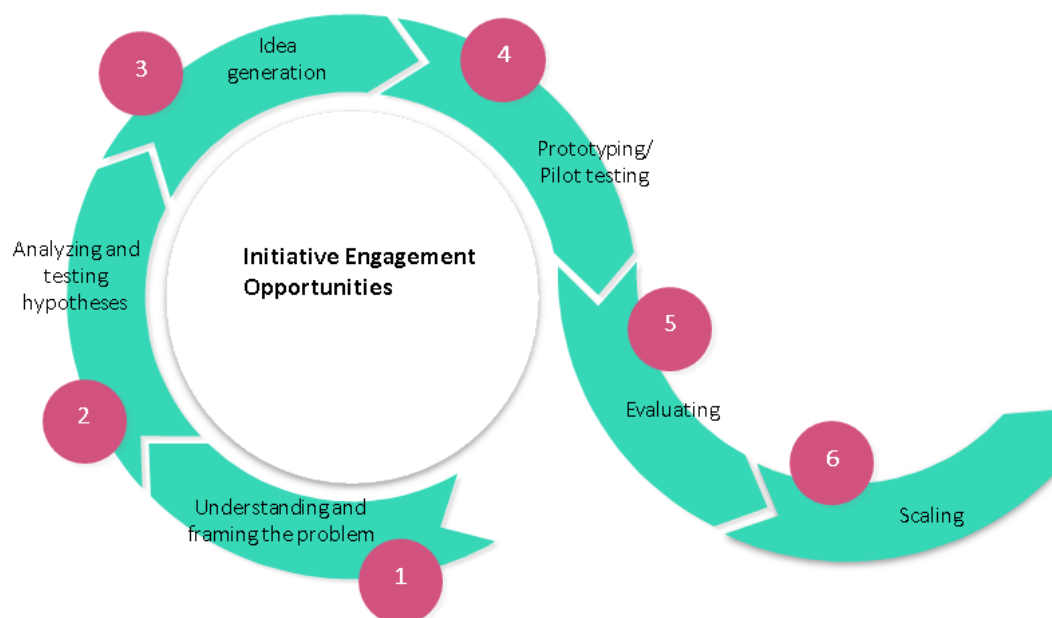 1
Understanding and
framing the problem
2
Analyzing and
testing
hypotheses
3
Idea
generation
4
Prototyping/
Pilot testing
5
Evaluating
6
Scaling
Initiative Engagement
Opportunities